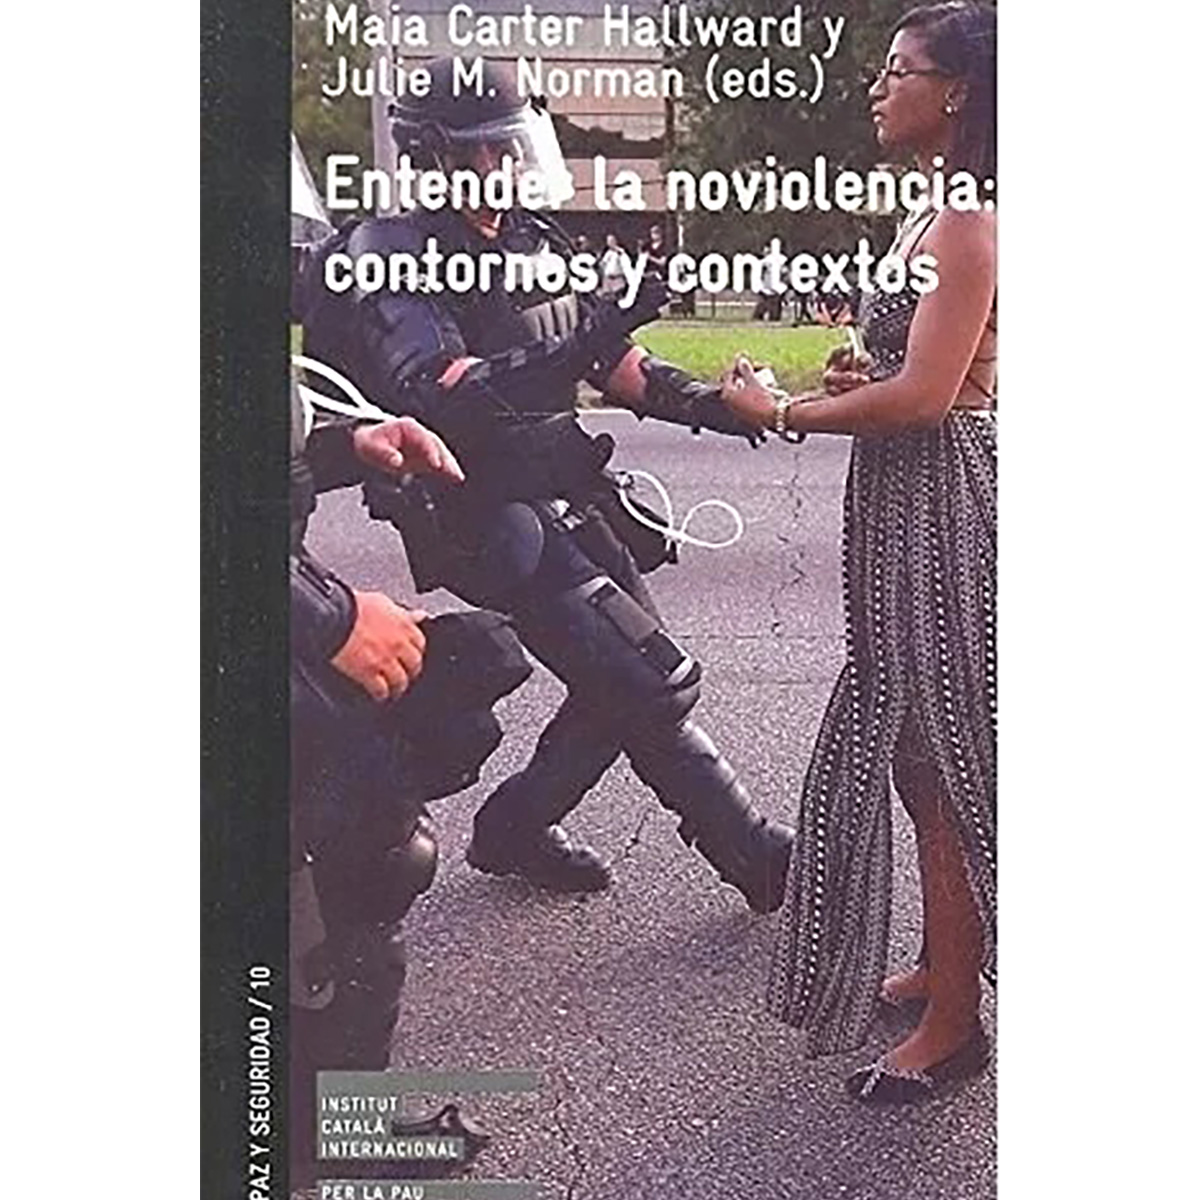 Maia Carter Hallward y
Julie M. Norman (eds.)
Entender la noviolencia:
contornos y contextos
PAZ Y SEGURIDAD / 10
INSTITUT
CATALÀ
INTERNACIONAL
PER LA PAU